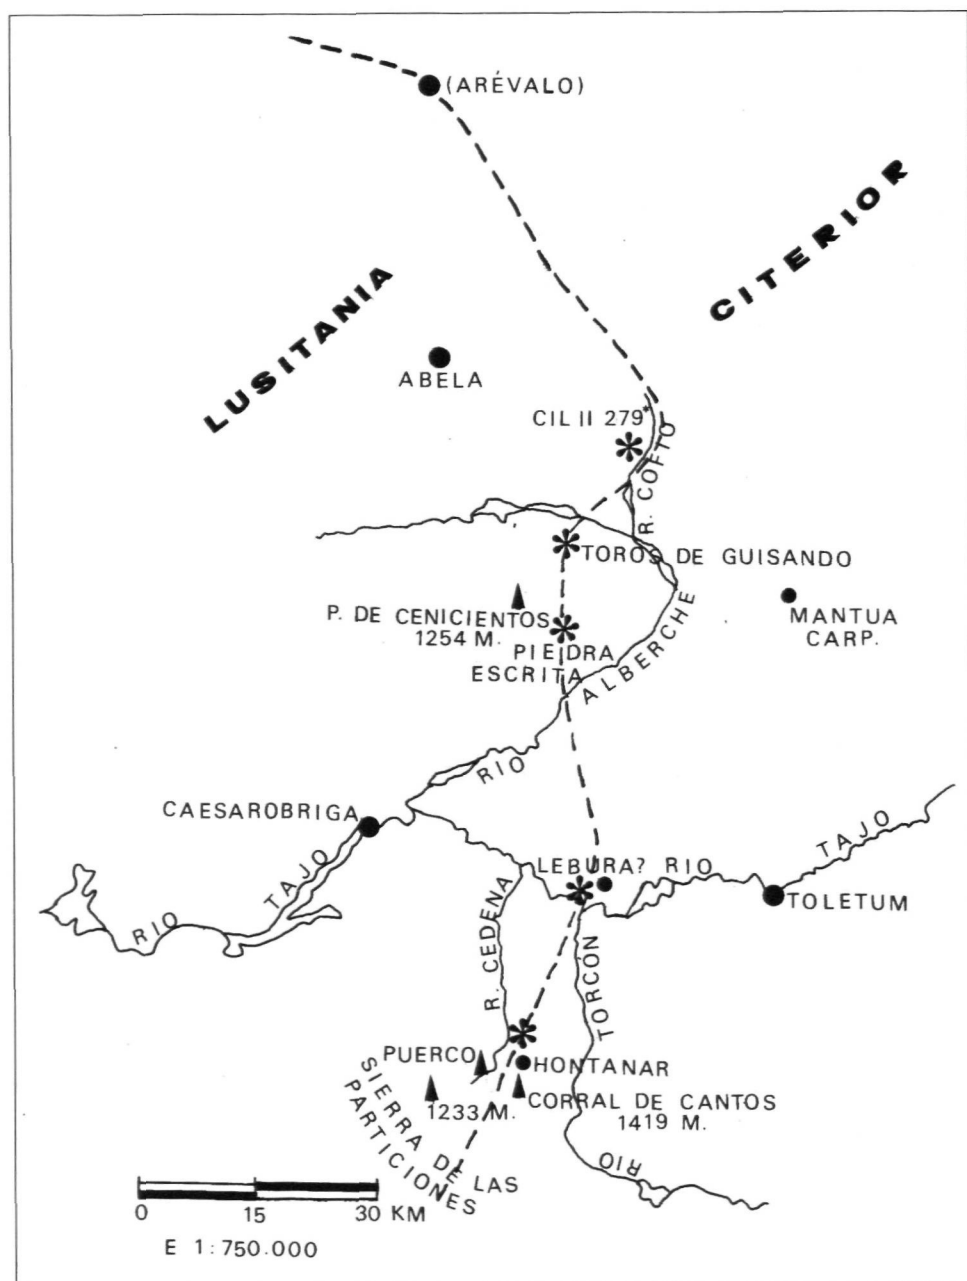 (ARÉVALO)
CITERIOR
LUSITANIA
ABELA
CIL II 279*
R. COFIO
TOROS DE GUISANDO
P. DE CENICIENTOS
1254 M.
MANTUA
CARP.
PIEDRA
ESCRITA
RIO ALBERCHE
CAESAROBRIGA
RIO TAJO
LEBURA?
RIO TAJO
TOLETUM
R. CEDENA
RIO TORCÓN
PUERCO
HONTANAR
1233 M.
CORRAL DE CANTOS
1419 M.
SIERRA DE LAS
PARTICIONES
0 15 30 KM
E 1:750.000